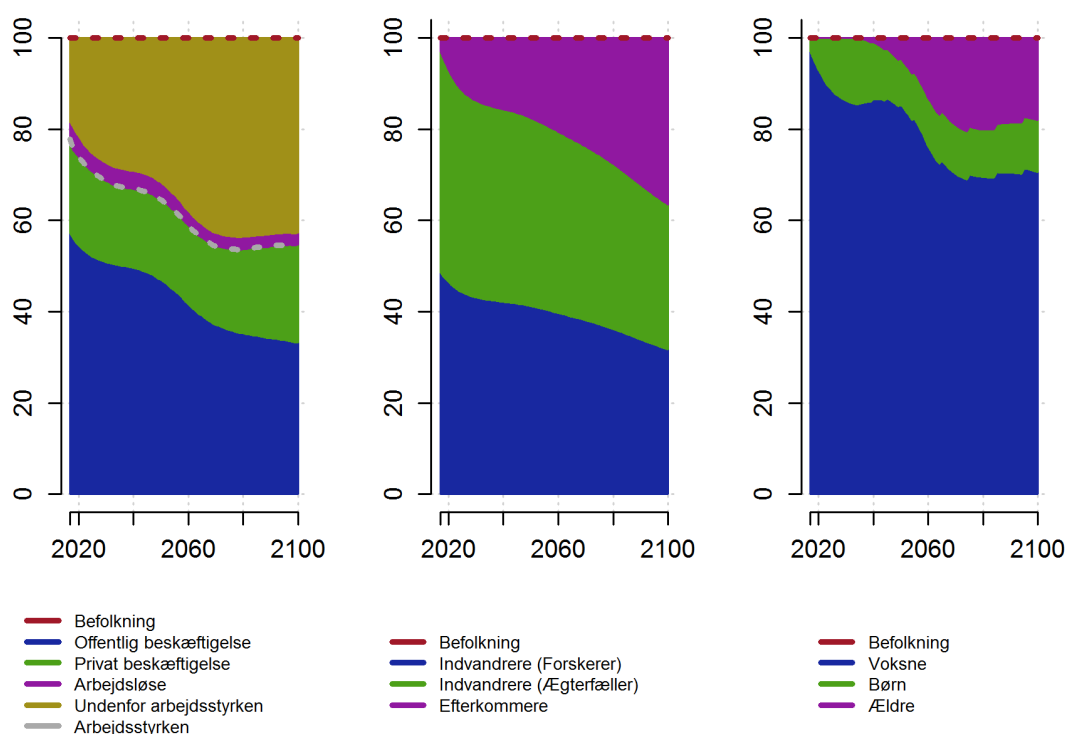 100
80
60
40
20
0
2020 2060 2100
100
80
60
40
20
0
2020 2060 2100
100
80
60
40
20
0
2020 2060 2100
Befolkning
Offentlig beskæftigelse
Privat beskæftigelse
Arbejdsløse
Undenfor arbejdsstyrken
Arbejdsstyrken
Befolkning
Indvandrere (Forskerer)
Indvandrere (Ægterfæller)
Efterkommere
Befolkning
Voksne
Børn
Ældre